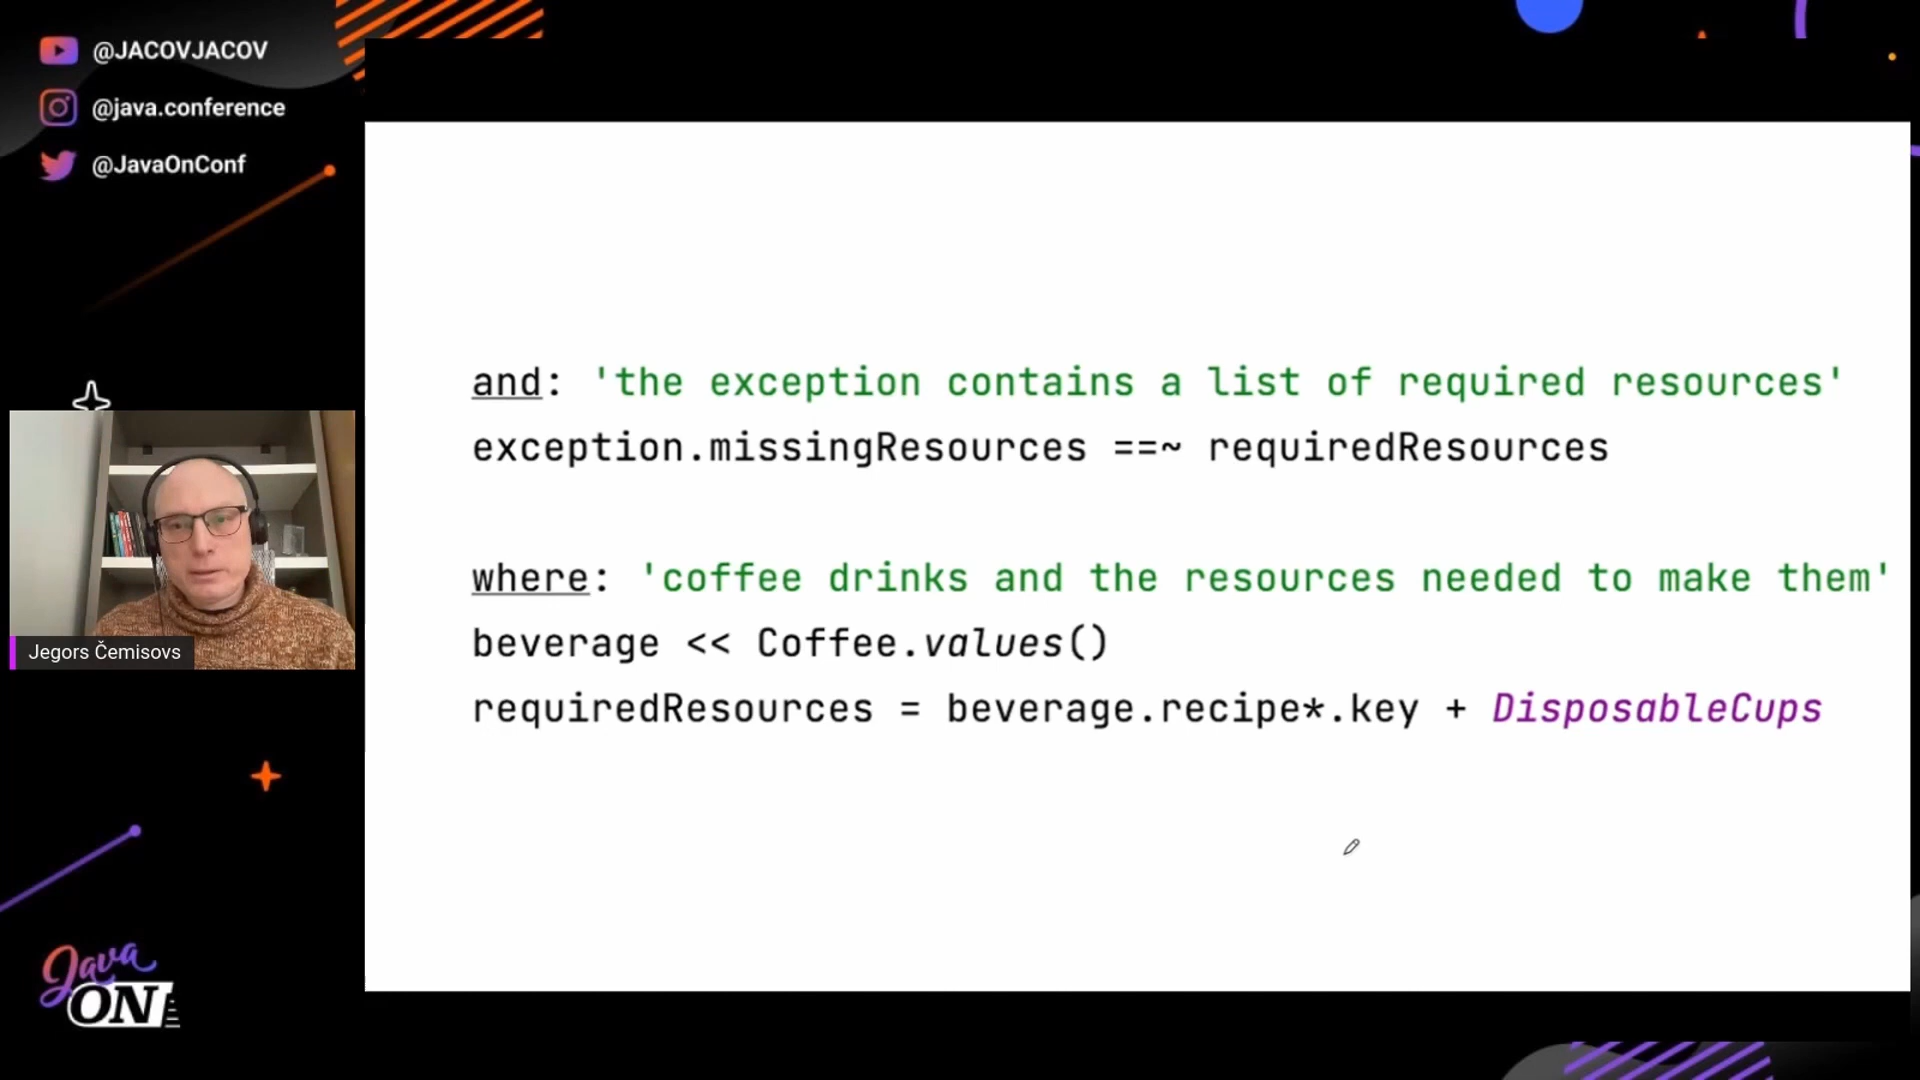 @JACOVJACOV
@java.conference
@JavaOnConf
and: 'the exception contains a list of required resources'
exception.missingResources ==~ requiredResources
where: 'coffee drinks and the resources needed to make them'
beverage << Coffee.values()
requiredResources = beverage.recipe*.key + DisposableCups
Jegors Čemisovs
Java
ON